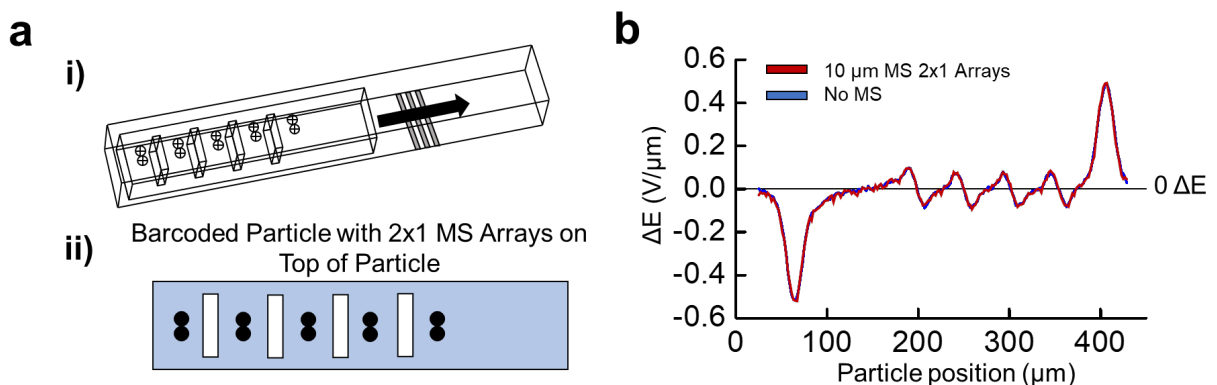 a
i)
ii)
Barcoded Particle with 2x1 MS Arrays on
Top of Particle
b
10 µm MS 2x1 Arrays
No MS
ΔE (V/µm)
0.6
0.4
0.2
0.0
-0.2
-0.4
-0.6
0 ΔE
0 100 200 300 400
Particle position (µm)